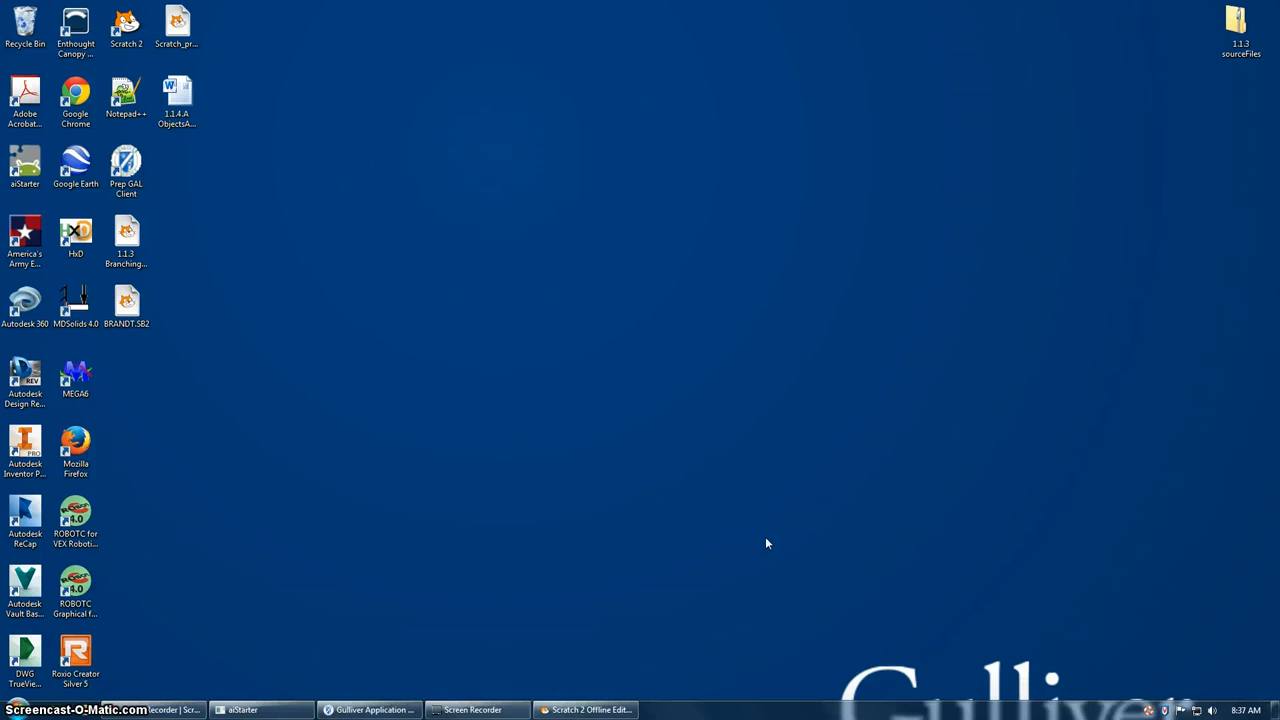 Recycle Bin
Enthought
Canopy ...
Scratch 2
Scratch_pr...
1.1.3
sourceFiles
Adobe
Acrobat...
Google
Chrome
Notepad++
1.1.4.A
ObjectsA...
aiStarter
Google Earth
Prep GAL
Client
America's
Army E...
HxD
1.1.3
Branching...
Autodesk 360
MDSolids 4.0
BRANDT.SB2
Autodesk
Design Re...
MEGA6
Autodesk
Inventor P...
Mozilla
Firefox
Autodesk
ReCap
ROBOTC for
VEX Roboti...
Autodesk
Vault Bas...
ROBOTC
Graphical f...
DWG
TrueVie...
Roxio Creator
Silver 5
Gulliver
Screencast-O-Matic.com
Recorder | Scr...
aiStarter
Gulliver Application ...
Screen Recorder
Scratch 2 Offline Edit...
8:37 AM